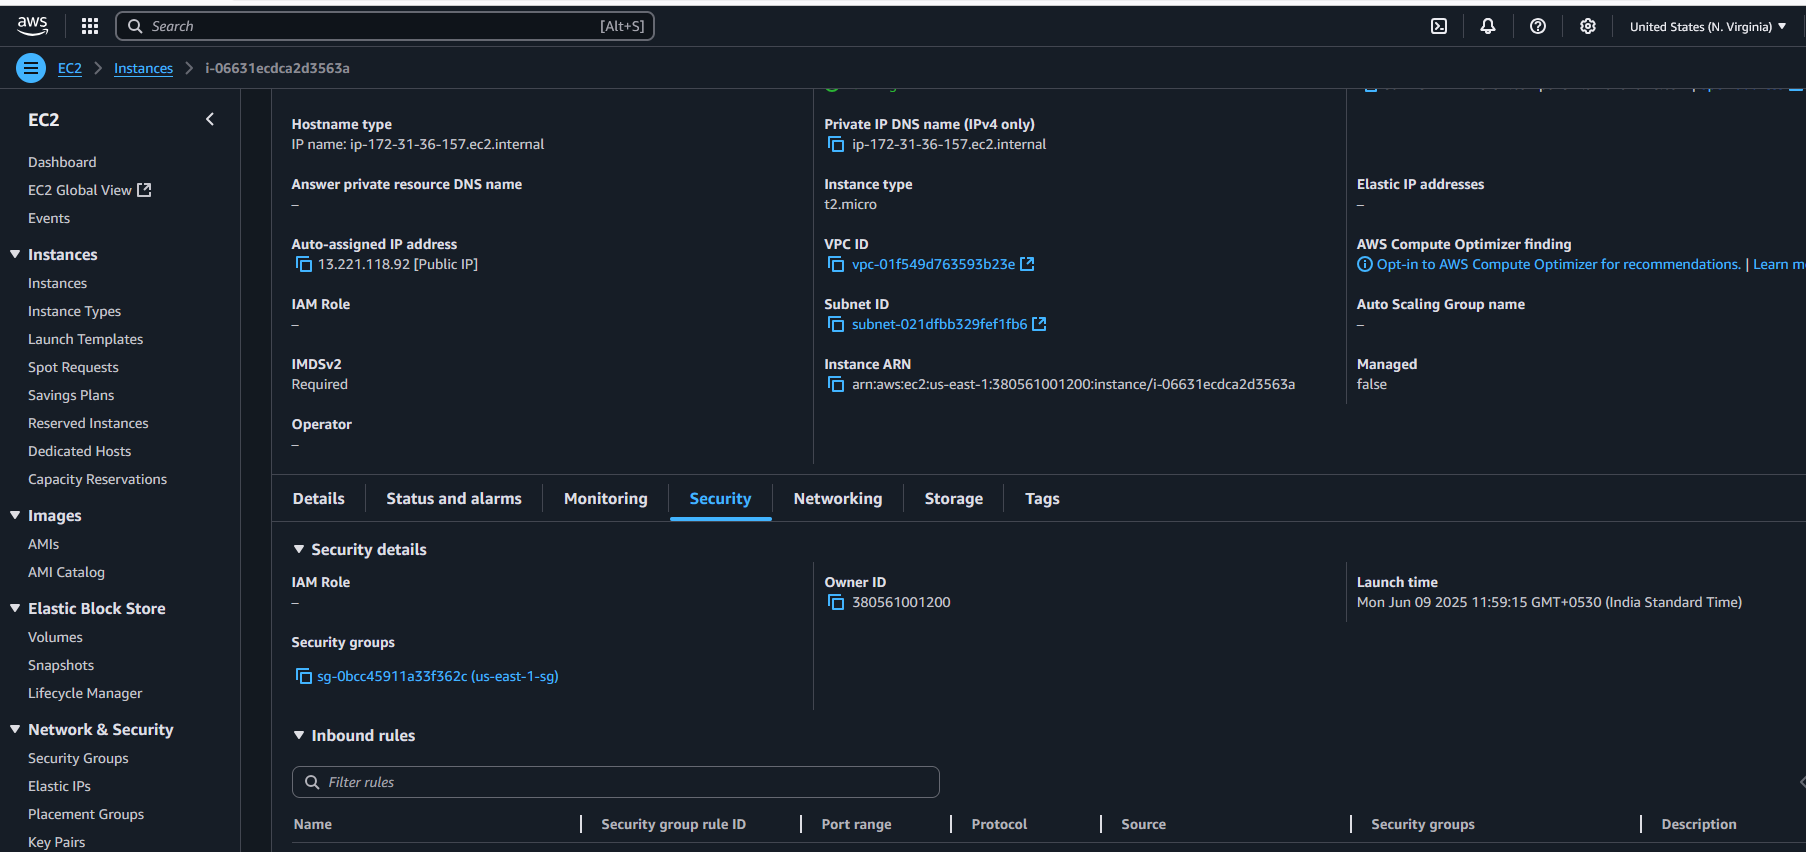 aws
Search [Alt+S]
United States (N. Virginia)
EC2 > Instances > i-06631ecdca2d3563a
EC2
Dashboard
EC2 Global View
Events
Instances
Instances
Instance Types
Launch Templates
Spot Requests
Savings Plans
Reserved Instances
Dedicated Hosts
Capacity Reservations
Images
AMIs
AMI Catalog
Elastic Block Store
Volumes
Snapshots
Lifecycle Manager
Network & Security
Security Groups
Elastic IPs
Placement Groups
Key Pairs
Hostname type
IP name: ip-172-31-36-157.ec2.internal
Answer private resource DNS name
–
Auto-assigned IP address
13.221.118.92 [Public IP]
IAM Role
–
IMDSv2
Required
Operator
–
Private IP DNS name (IPv4 only)
ip-172-31-36-157.ec2.internal
Instance type
t2.micro
VPC ID
vpc-01f549d763593b23e
Subnet ID
subnet-021dfbb329fef1fb6
Instance ARN
arn:aws:ec2:us-east-1:380561001200:instance/i-06631ecdca2d3563a
Elastic IP addresses
–
AWS Compute Optimizer finding
Opt-in to AWS Compute Optimizer for recommendations. | Learn m
Auto Scaling Group name
–
Managed
false
Details Status and alarms Monitoring Security Networking Storage Tags
Security details
IAM Role
–
Owner ID
380561001200
Launch time
Mon Jun 09 2025 11:59:15 GMT+0530 (India Standard Time)
Security groups
sg-0bcc45911a33f362c (us-east-1-sg)
Inbound rules
Filter rules
Name Security group rule ID Port range Protocol Source Security groups Description